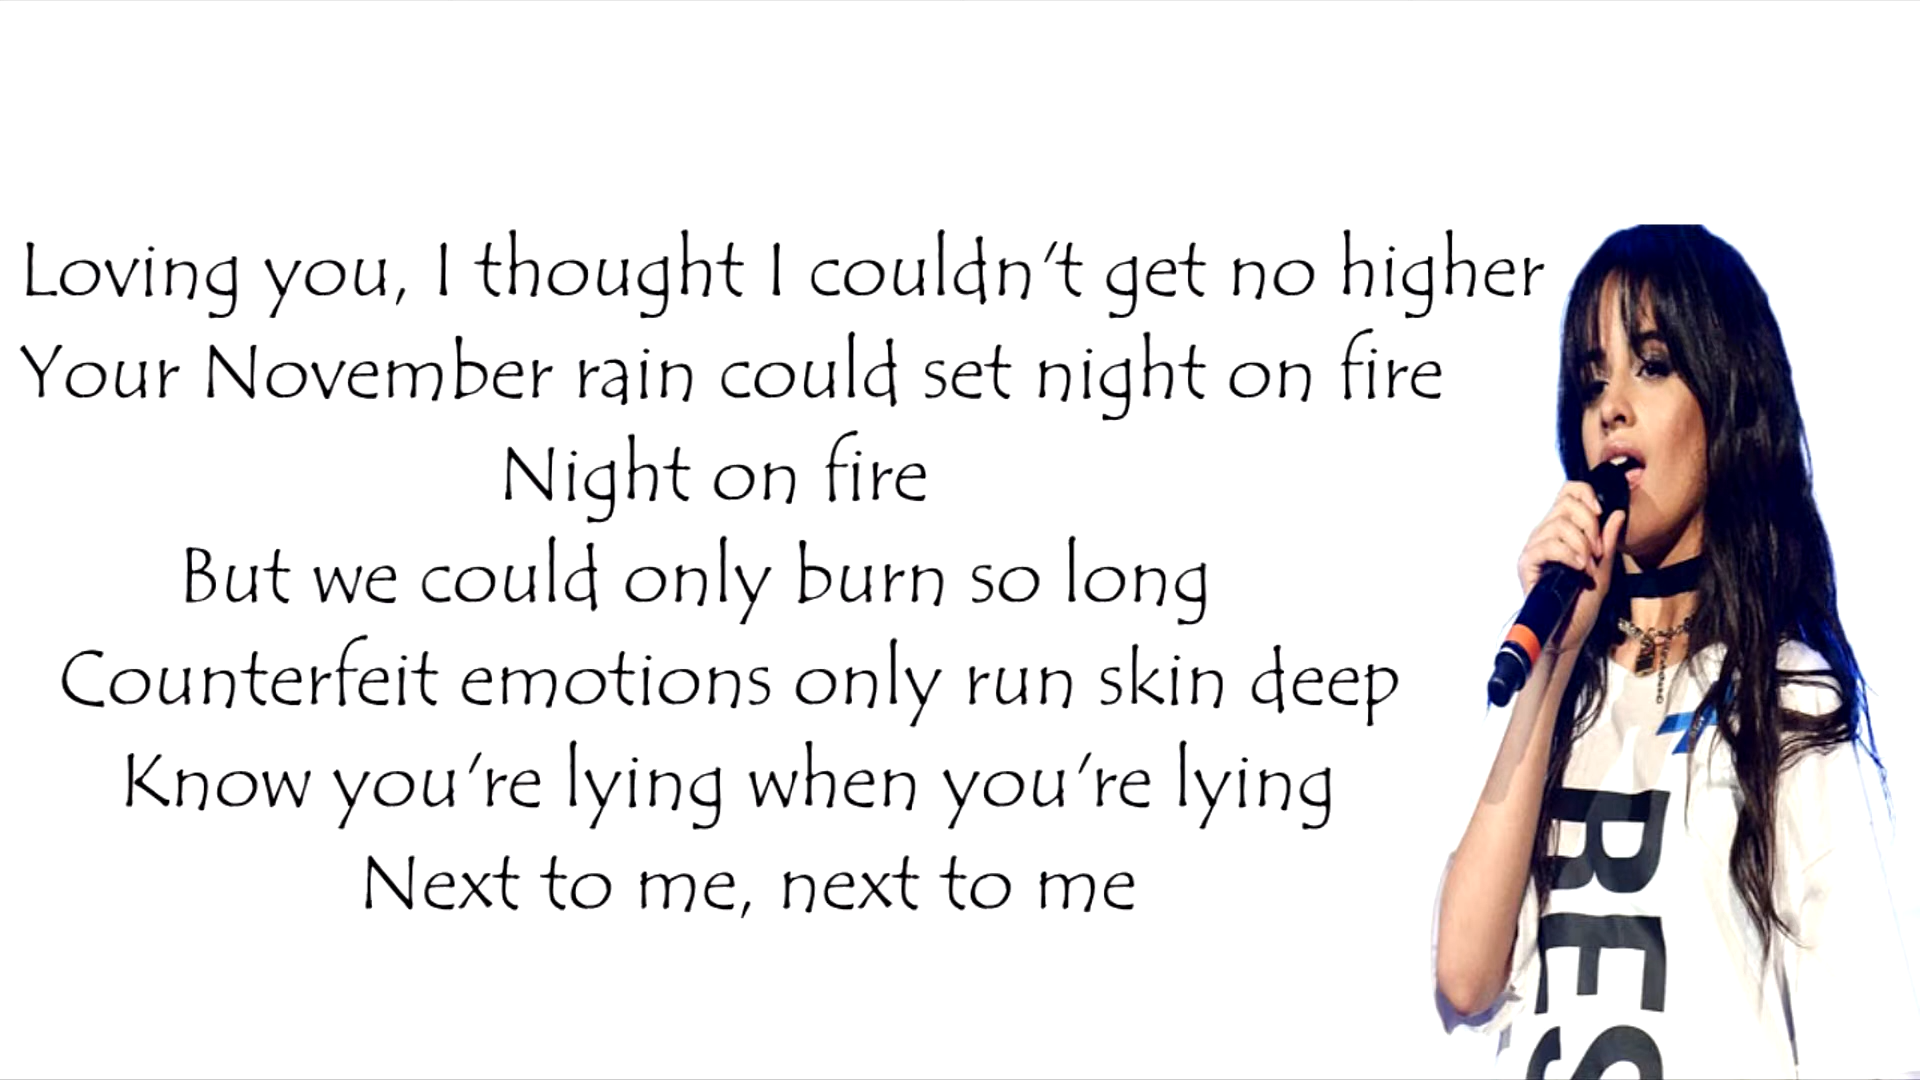 Loving you, I thought I couldn't get no higher
Your November rain could set night on fire
Night on fire
But we could only burn so long
Counterfeit emotions only run skin deep
Know you're lying when you're lying
Next to me, next to me
RES